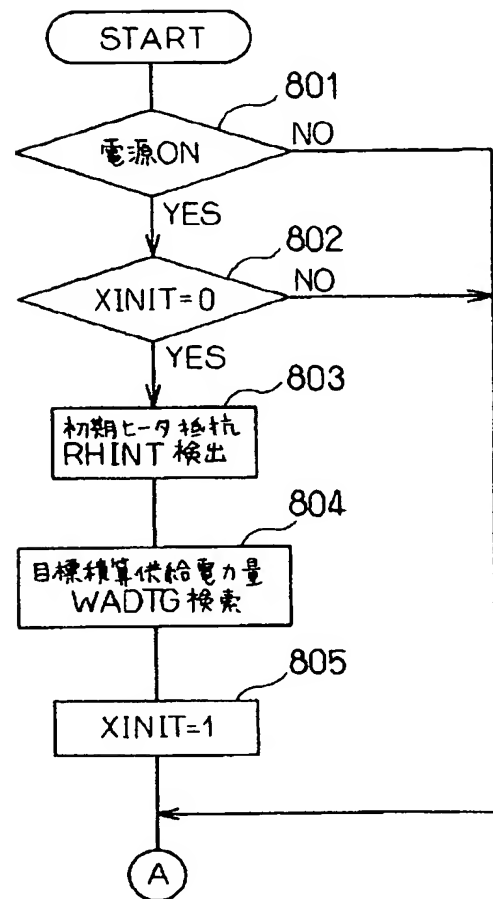 START
801
電源ON
NO
YES
802
XINIT=0
NO
YES
803
初期ヒータ抵抗
RHINT 検出
804
目標積算供給電力量
WADTG 検索
805
XINIT=1
A